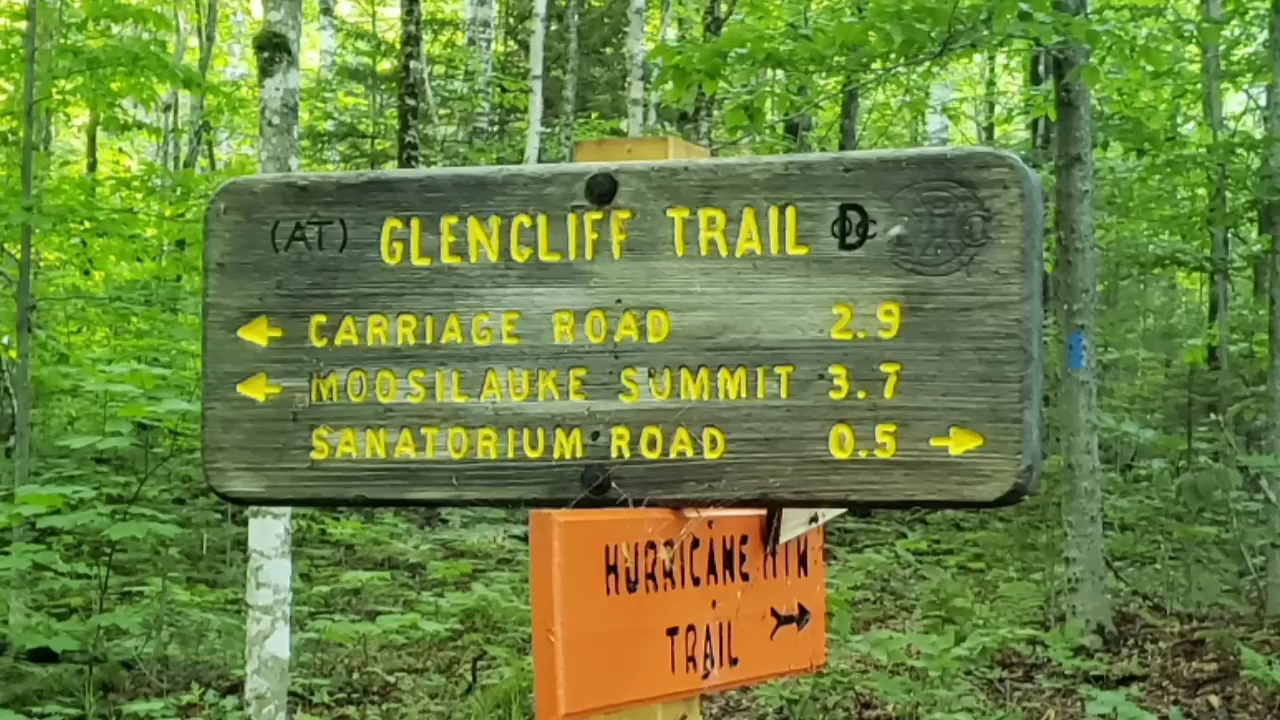 (AT) GLENCLIFF TRAIL DOC
CARRIAGE ROAD 2.9
MOOSILAUKE SUMMIT 3.7
SANATORIUM ROAD 0.5
HURRICANE MTN
TRAIL